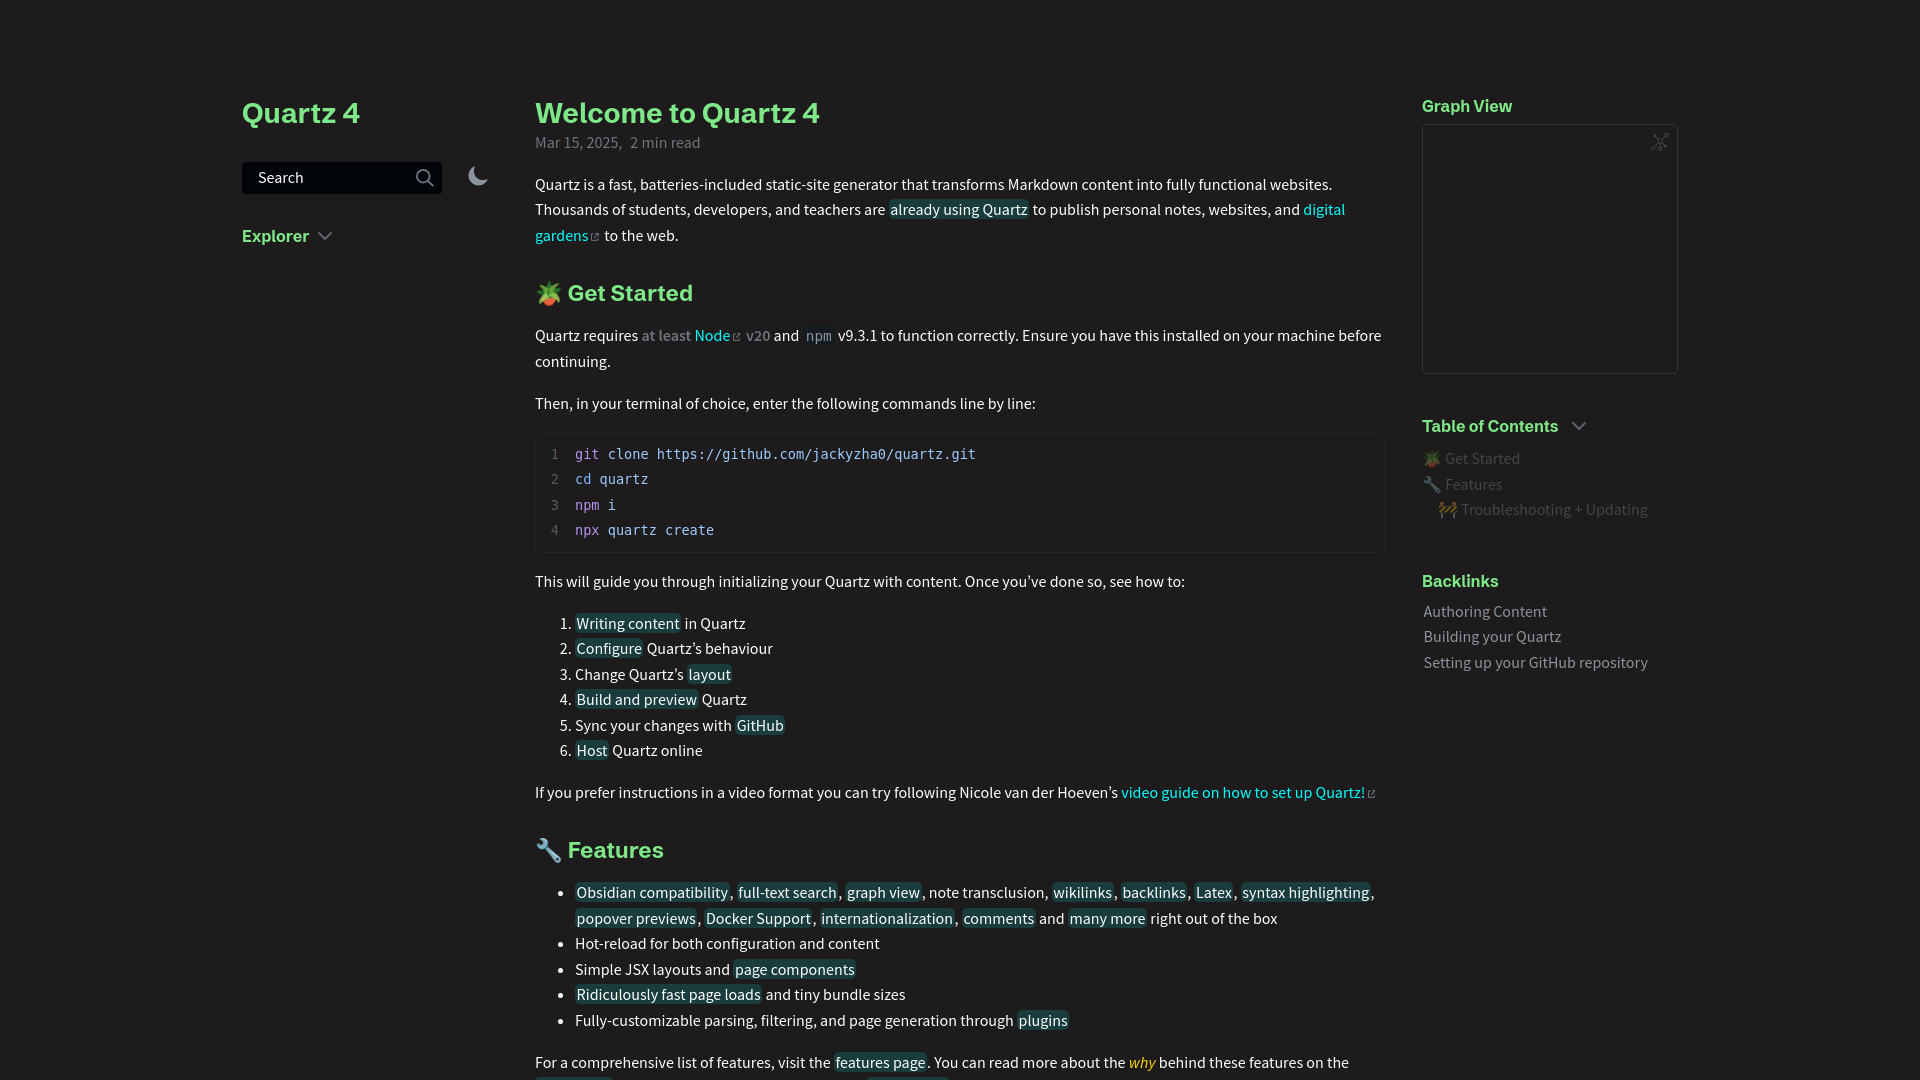 Quartz 4
Search
Explorer
Welcome to Quartz 4
Mar 15, 2025, 2 min read
Quartz is a fast, batteries-included static-site generator that transforms Markdown content into fully functional websites.
Thousands of students, developers, and teachers are already using Quartz to publish personal notes, websites, and digital
gardens to the web.
🪴 Get Started
Quartz requires at least Node v20 and npm v9.3.1 to function correctly. Ensure you have this installed on your machine before
continuing.
Then, in your terminal of choice, enter the following commands line by line:
1 git clone https://github.com/jackyzha0/quartz.git
2 cd quartz
3 npm i
4 npx quartz create
This will guide you through initializing your Quartz with content. Once you’ve done so, see how to:
1. Writing content in Quartz
2. Configure Quartz’s behaviour
3. Change Quartz’s layout
4. Build and preview Quartz
5. Sync your changes with GitHub
6. Host Quartz online
If you prefer instructions in a video format you can try following Nicole van der Hoeven’s video guide on how to set up Quartz!
🔧 Features
• Obsidian compatibility, full-text search, graph view, note transclusion, wikilinks, backlinks, Latex, syntax highlighting,
popover previews, Docker Support, internationalization, comments and many more right out of the box
• Hot-reload for both configuration and content
• Simple JSX layouts and page components
• Ridiculously fast page loads and tiny bundle sizes
• Fully-customizable parsing, filtering, and page generation through plugins
For a comprehensive list of features, visit the features page. You can read more about the why behind these features on the
Graph View
Table of Contents
🪴 Get Started
🔧 Features
🚧 Troubleshooting + Updating
Backlinks
Authoring Content
Building your Quartz
Setting up your GitHub repository